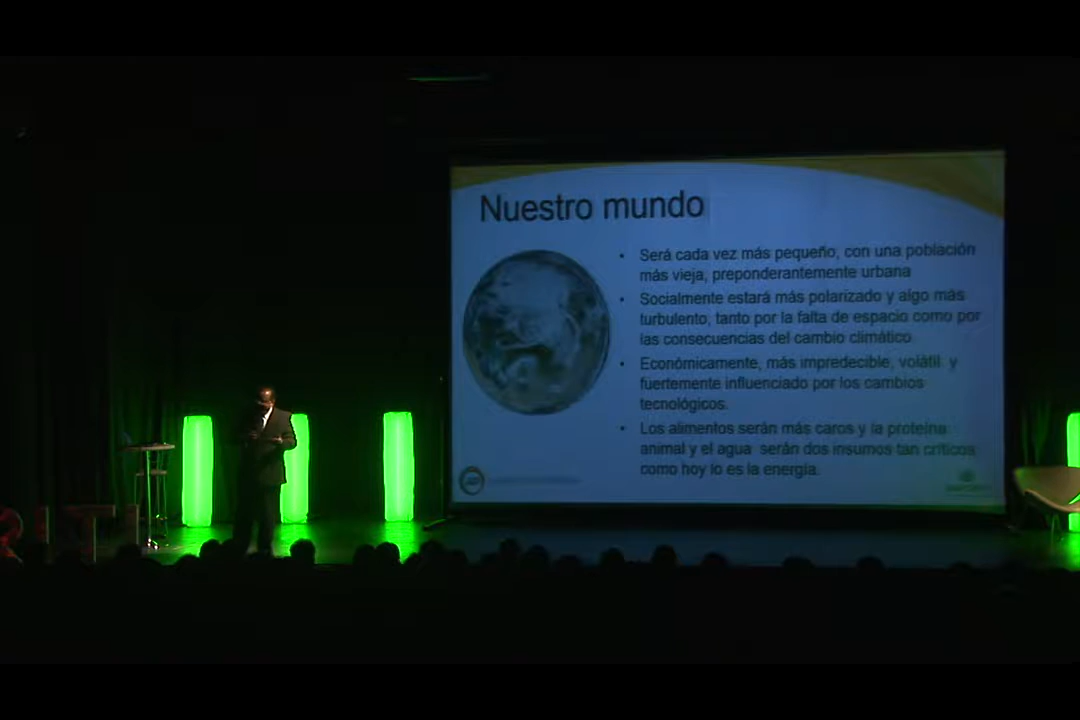 Nuestro mundo
• Será cada vez más pequeño, con una población
más vieja, preponderantemente urbana
• Socialmente estará más polarizado y algo más
turbulento, tanto por la falta de espacio como por
las consecuencias del cambio climático
• Económicamente, más impredecible, volátil y
fuertemente influenciado por los cambios
tecnológicos.
• Los alimentos serán más caros y la proteína
animal y el agua serán dos insumos tan críticos
como hoy lo es la energía.